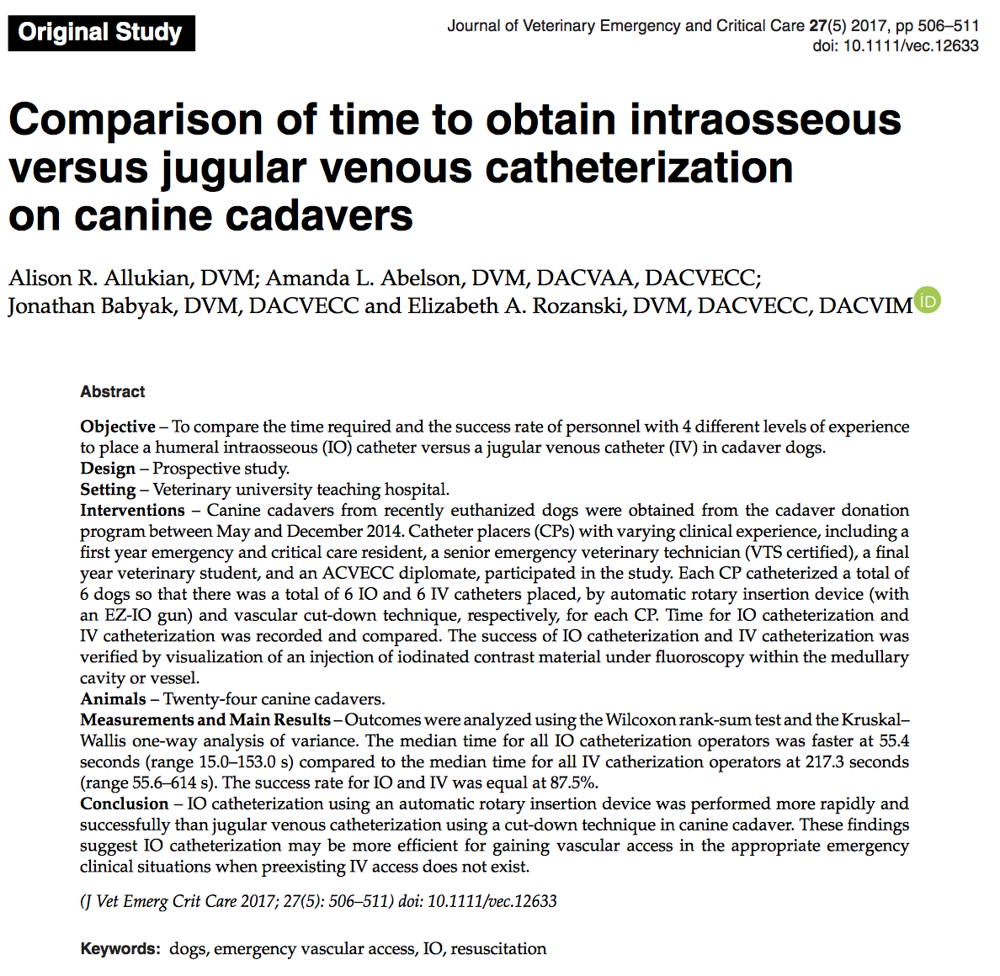 Original Study
Journal of Veterinary Emergency and Critical Care 27(5) 2017, pp 506–511
doi: 10.1111/vec.12633
Comparison of time to obtain intraosseous
versus jugular venous catheterization
on canine cadavers
Alison R. Allukian, DVM; Amanda L. Abelson, DVM, DACVAA, DACVECC;
Jonathan Babyak, DVM, DACVECC and Elizabeth A. Rozanski, DVM, DACVECC, DACVIM iD
Abstract
Objective – To compare the time required and the success rate of personnel with 4 different levels of experience
to place a humeral intraosseous (IO) catheter versus a jugular venous catheter (IV) in cadaver dogs.
Design – Prospective study.
Setting – Veterinary university teaching hospital.
Interventions – Canine cadavers from recently euthanized dogs were obtained from the cadaver donation
program between May and December 2014. Catheter placers (CPs) with varying clinical experience, including a
first year emergency and critical care resident, a senior emergency veterinary technician (VTS certified), a final
year veterinary student, and an ACVECC diplomate, participated in the study. Each CP catheterized a total of
6 dogs so that there was a total of 6 IO and 6 IV catheters placed, by automatic rotary insertion device (with
an EZ-IO gun) and vascular cut-down technique, respectively, for each CP. Time for IO catheterization and
IV catheterization was recorded and compared. The success of IO catheterization and IV catheterization was
verified by visualization of an injection of iodinated contrast material under fluoroscopy within the medullary
cavity or vessel.
Animals – Twenty-four canine cadavers.
Measurements and Main Results – Outcomes were analyzed using the Wilcoxon rank-sum test and the Kruskal–
Wallis one-way analysis of variance. The median time for all IO catheterization operators was faster at 55.4
seconds (range 15.0–153.0 s) compared to the median time for all IV catherization operators at 217.3 seconds
(range 55.6–614 s). The success rate for IO and IV was equal at 87.5%.
Conclusion – IO catheterization using an automatic rotary insertion device was performed more rapidly and
successfully than jugular venous catheterization using a cut-down technique in canine cadaver. These findings
suggest IO catheterization may be more efficient for gaining vascular access in the appropriate emergency
clinical situations when preexisting IV access does not exist.
(J Vet Emerg Crit Care 2017; 27(5): 506–511) doi: 10.1111/vec.12633
Keywords: dogs, emergency vascular access, IO, resuscitation